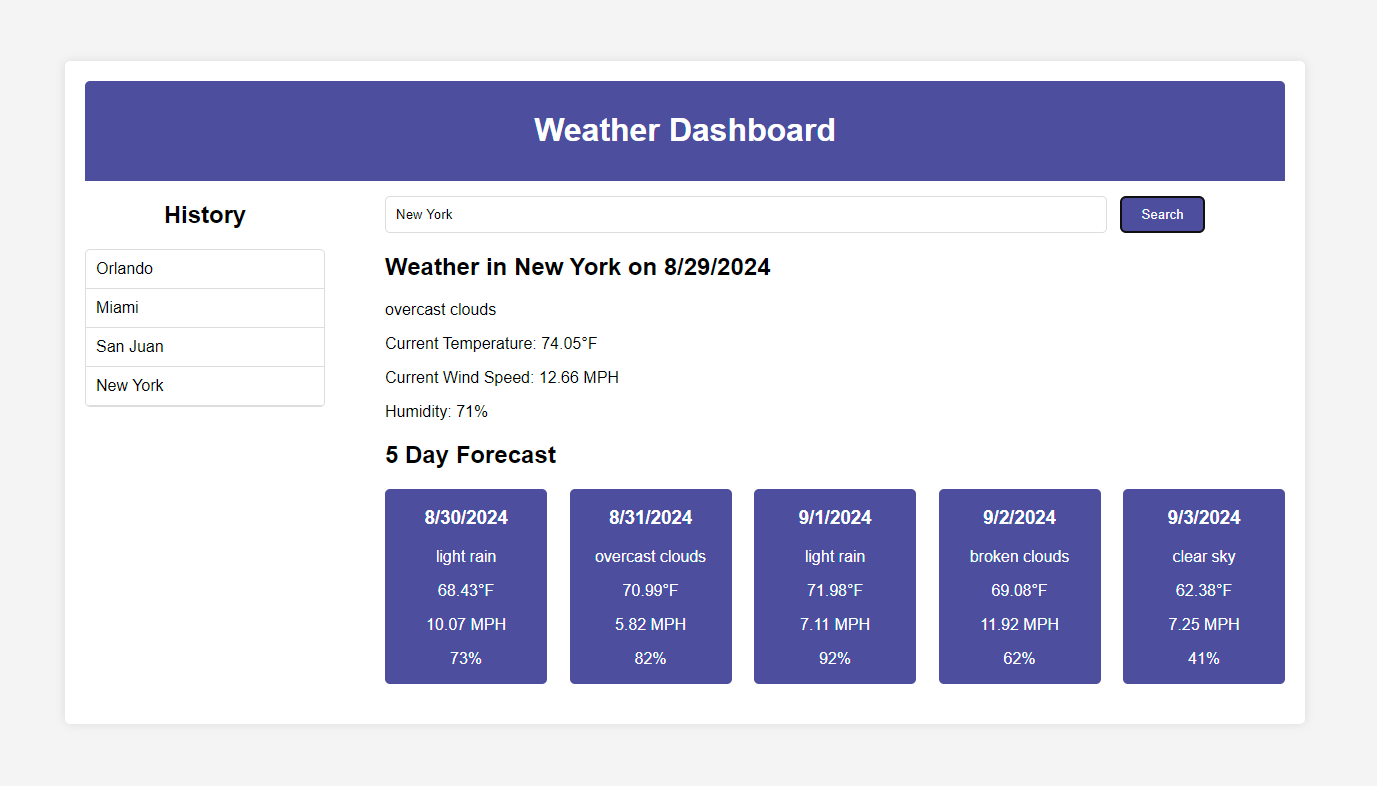 Weather Dashboard
History
Orlando
Miami
San Juan
New York
New York
Search
Weather in New York on 8/29/2024
overcast clouds
Current Temperature: 74.05°F
Current Wind Speed: 12.66 MPH
Humidity: 71%
5 Day Forecast
8/30/2024
light rain
68.43°F
10.07 MPH
73%
8/31/2024
overcast clouds
70.99°F
5.82 MPH
82%
9/1/2024
light rain
71.98°F
7.11 MPH
92%
9/2/2024
broken clouds
69.08°F
11.92 MPH
62%
9/3/2024
clear sky
62.38°F
7.25 MPH
41%